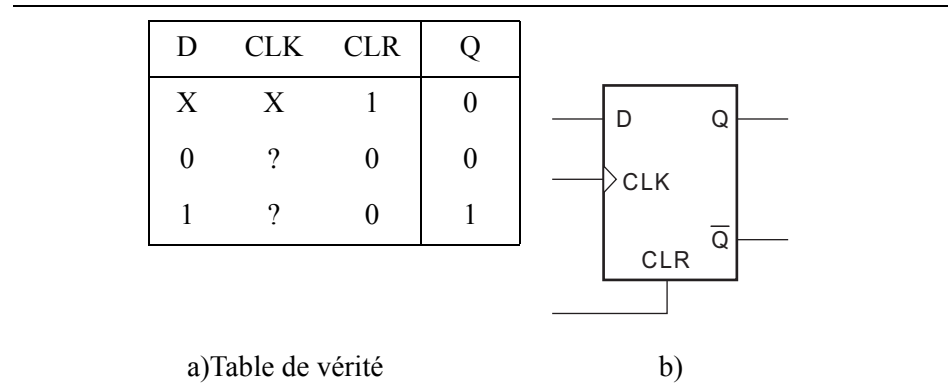 D CLK CLR Q
X X 1 0
0 ? 0 0
1 ? 0 1
D Q
CLK
Q̅
CLR
a)Table de vérité b)